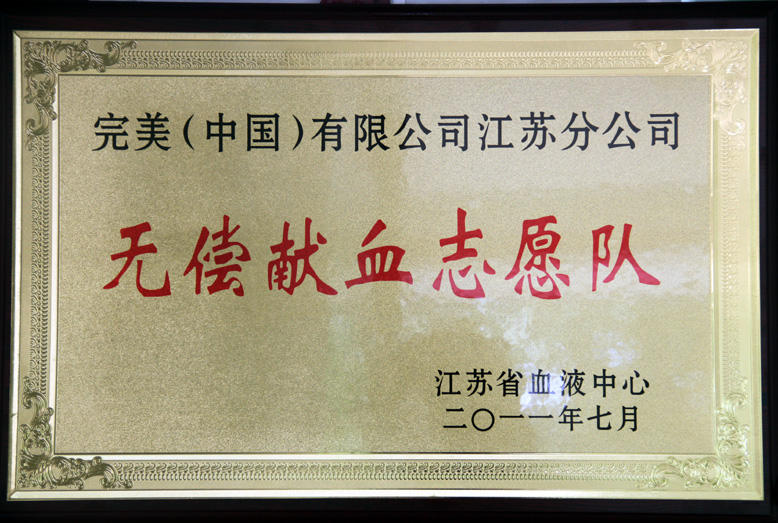 完美(中国)有限公司江苏分公司
无偿献血志愿队
江苏省血液中心
二〇一一年七月